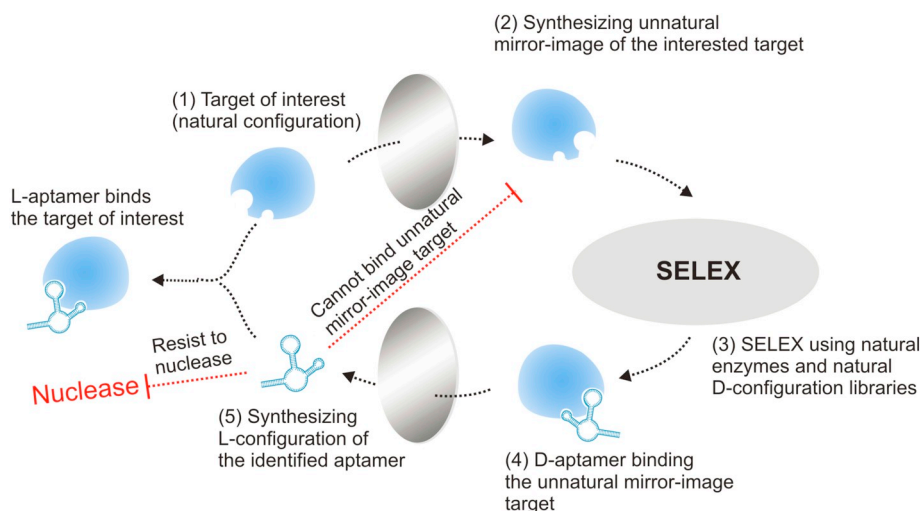 (2) Synthesizing unnatural
mirror-image of the interested target
(1) Target of interest
(natural configuration)
L-aptamer binds
the target of interest
Cannot bind unnatural
mirror-image target
SELEX
Resist to
nuclease
Nuclease
(3) SELEX using natural
enzymes and natural
D-configuration libraries
(5) Synthesizing
L-configuration of
the identified aptamer
(4) D-aptamer binding
the unnatural mirror-image
target